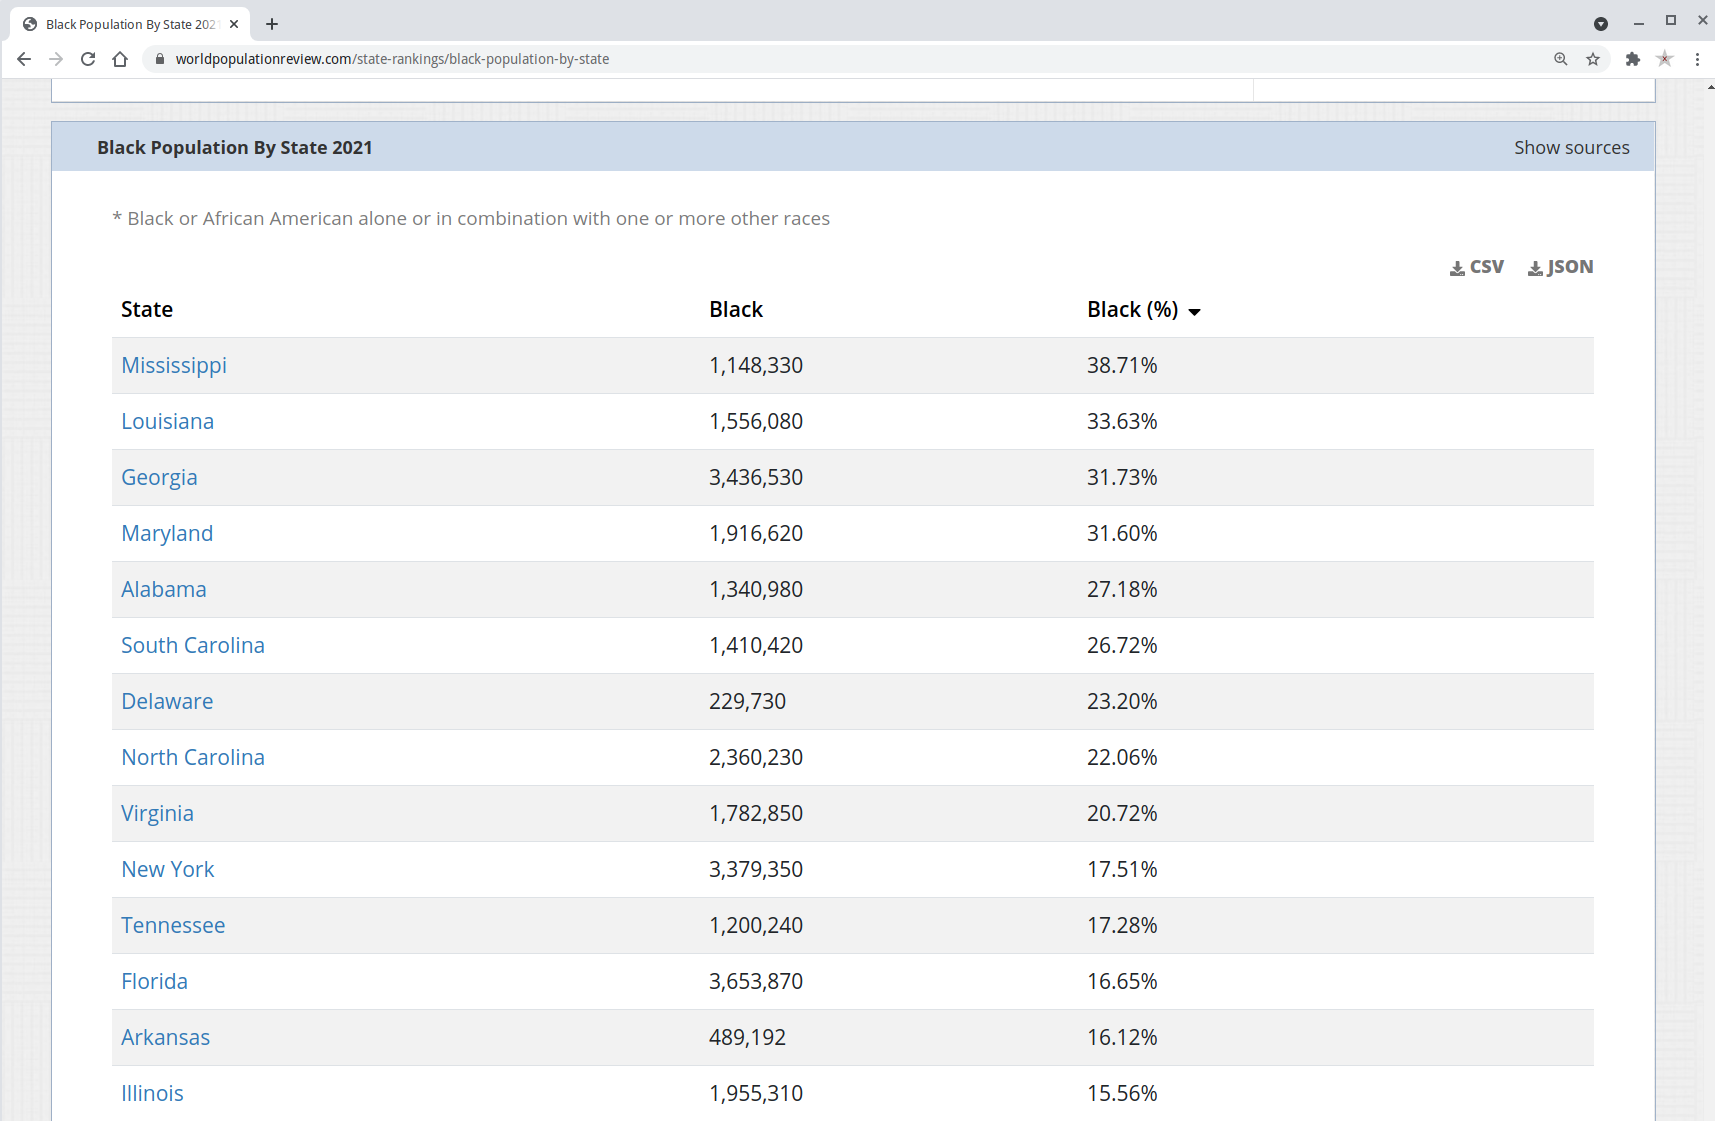 Black Population By State 202
worldpopulationreview.com/state-rankings/black-population-by-state
Black Population By State 2021 Show sources
* Black or African American alone or in combination with one or more other races
CSV JSON
State Black Black (%)
Mississippi 1,148,330 38.71%
Louisiana 1,556,080 33.63%
Georgia 3,436,530 31.73%
Maryland 1,916,620 31.60%
Alabama 1,340,980 27.18%
South Carolina 1,410,420 26.72%
Delaware 229,730 23.20%
North Carolina 2,360,230 22.06%
Virginia 1,782,850 20.72%
New York 3,379,350 17.51%
Tennessee 1,200,240 17.28%
Florida 3,653,870 16.65%
Arkansas 489,192 16.12%
Illinois 1,955,310 15.56%